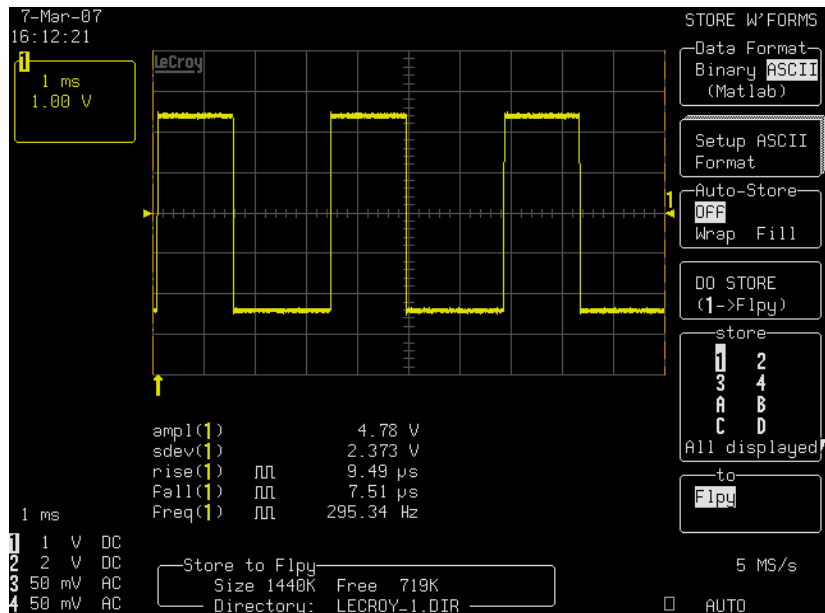 7-Mar-07
16:12:21
1
1 ms
1.00 V
LeCroy
1
ampl(1) 4.78 V
sdev(1) 2.373 V
rise(1) 9.49 µs
Fall(1) 7.51 µs
Freq(1) 295.34 Hz
1 ms
1 1 V DC
2 2 V DC
3 50 mV AC
4 50 mV AC
Store to Flpy
Size 1440K Free 719K
Directory: LECROY_1.DIR
STORE W'FORMS
Data Format
Binary ASCII
(Matlab)
Setup ASCII
Format
Auto-Store
OFF
Wrap Fill
DO STORE
(1->Flpy)
store
1 2
3 4
A B
C D
All displayed
to
Flpy
5 MS/s
AUTO